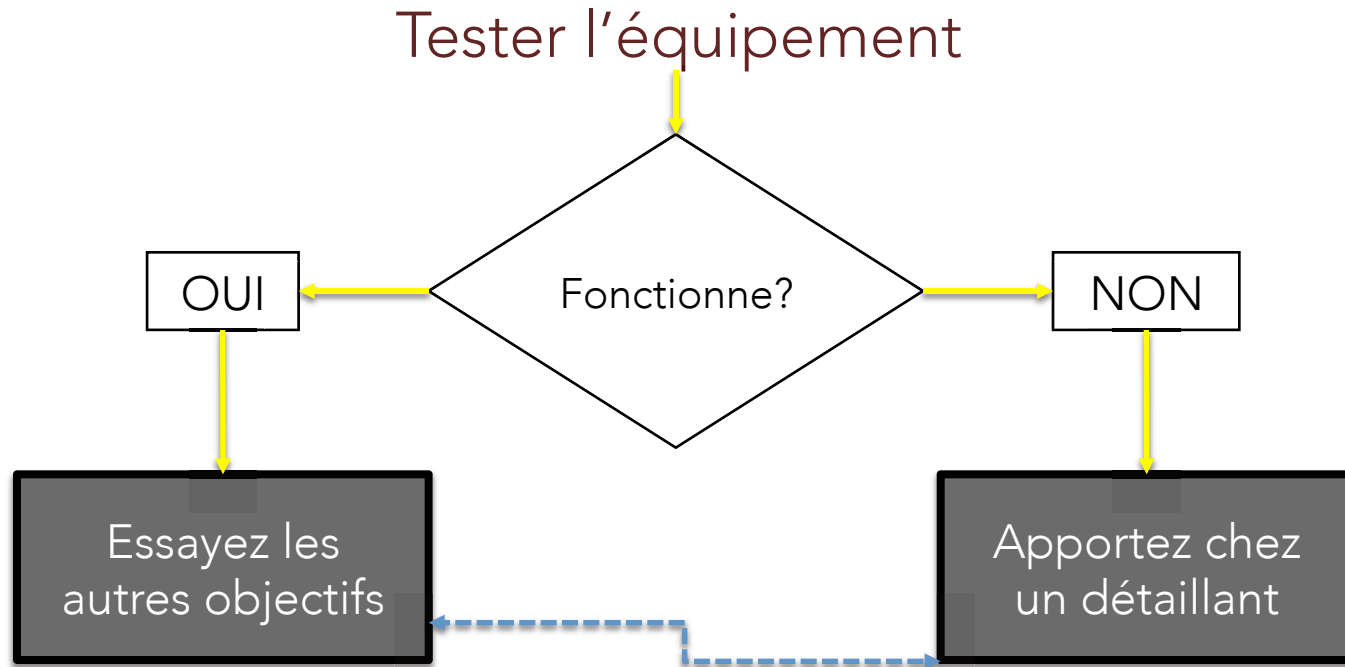 Tester l’équipement
Fonctionne?
OUI
NON
Essayez les
autres objectifs
Apportez chez
un détaillant